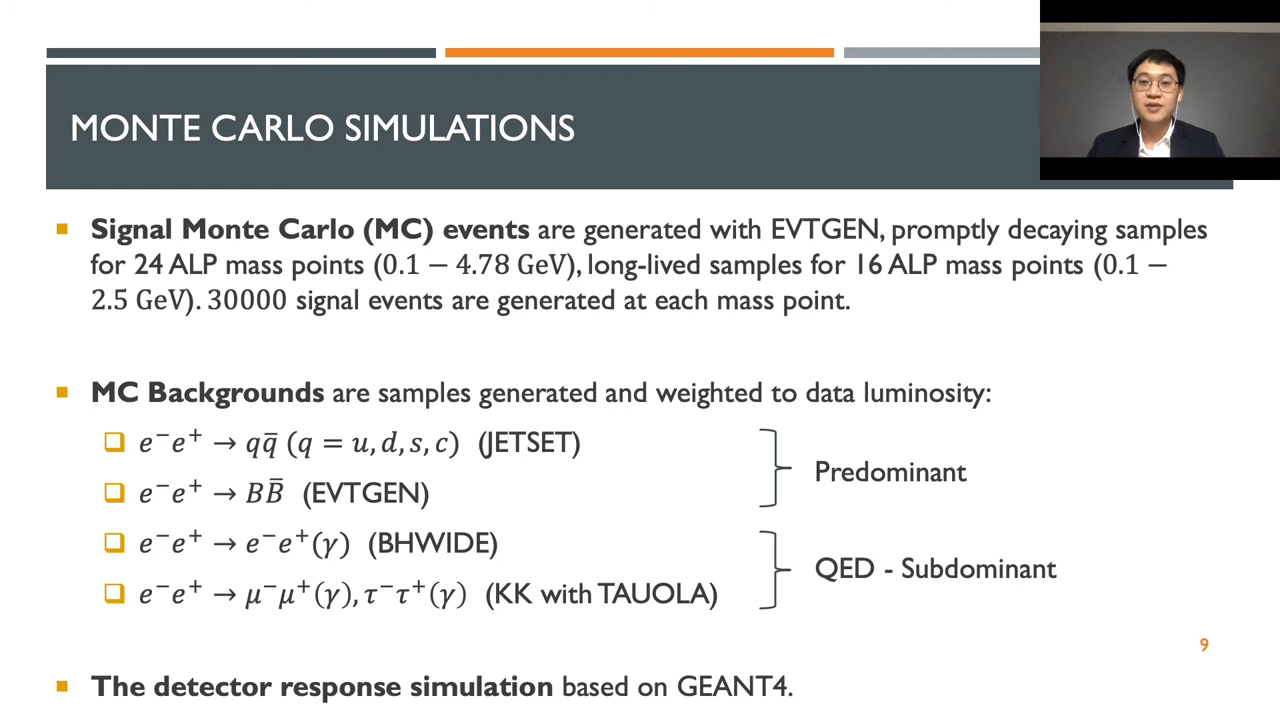 MONTE CARLO SIMULATIONS
Signal Monte Carlo (MC) events are generated with EVTGEN, promptly decaying samples
for 24 ALP mass points (0.1 − 4.78 GeV), long-lived samples for 16 ALP mass points (0.1 −
2.5 GeV). 30000 signal events are generated at each mass point.
MC Backgrounds are samples generated and weighted to data luminosity:
e⁻e⁺ → qq̄ (q = u, d, s, c) (JETSET)
e⁻e⁺ → BB̄ (EVTGEN)
Predominant
e⁻e⁺ → e⁻e⁺(γ) (BHWIDE)
e⁻e⁺ → μ⁻μ⁺(γ), τ⁻τ⁺(γ) (KK with TAUOLA)
QED - Subdominant
9
The detector response simulation based on GEANT4.